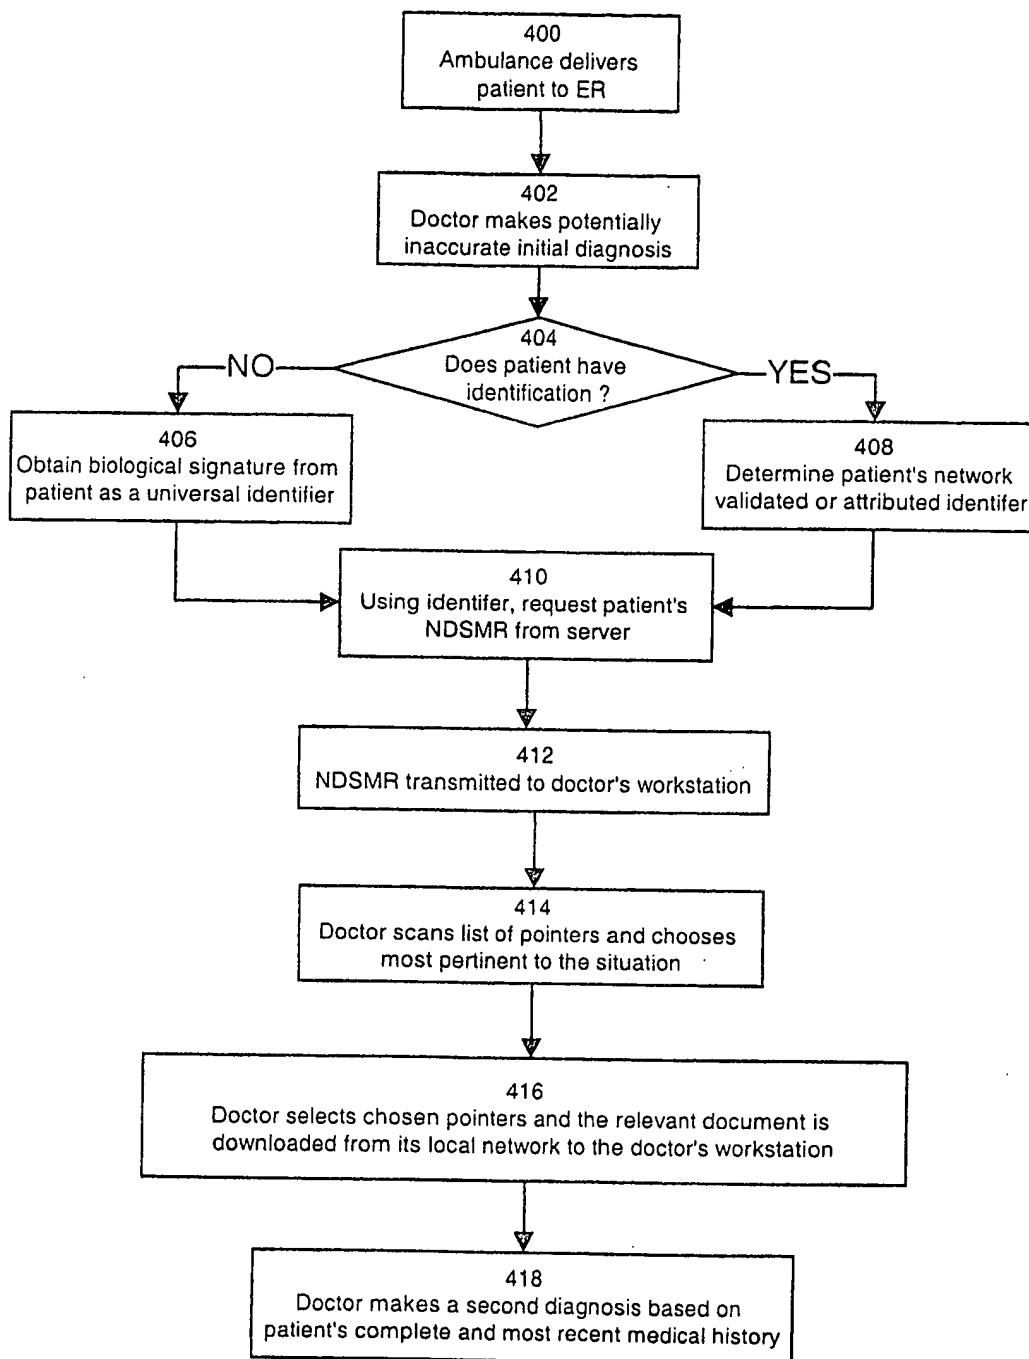 400
Ambulance delivers
patient to ER
402
Doctor makes potentially
inaccurate initial diagnosis
404
Does patient have
identification ?
NO
YES
406
Obtain biological signature from
patient as a universal identifier
408
Determine patient's network
validated or attributed identifer
410
Using identifer, request patient's
NDSMR from server
412
NDSMR transmitted to doctor's workstation
414
Doctor scans list of pointers and chooses
most pertinent to the situation
416
Doctor selects chosen pointers and the relevant document is
downloaded from its local network to the doctor's workstation
418
Doctor makes a second diagnosis based on
patient's complete and most recent medical history